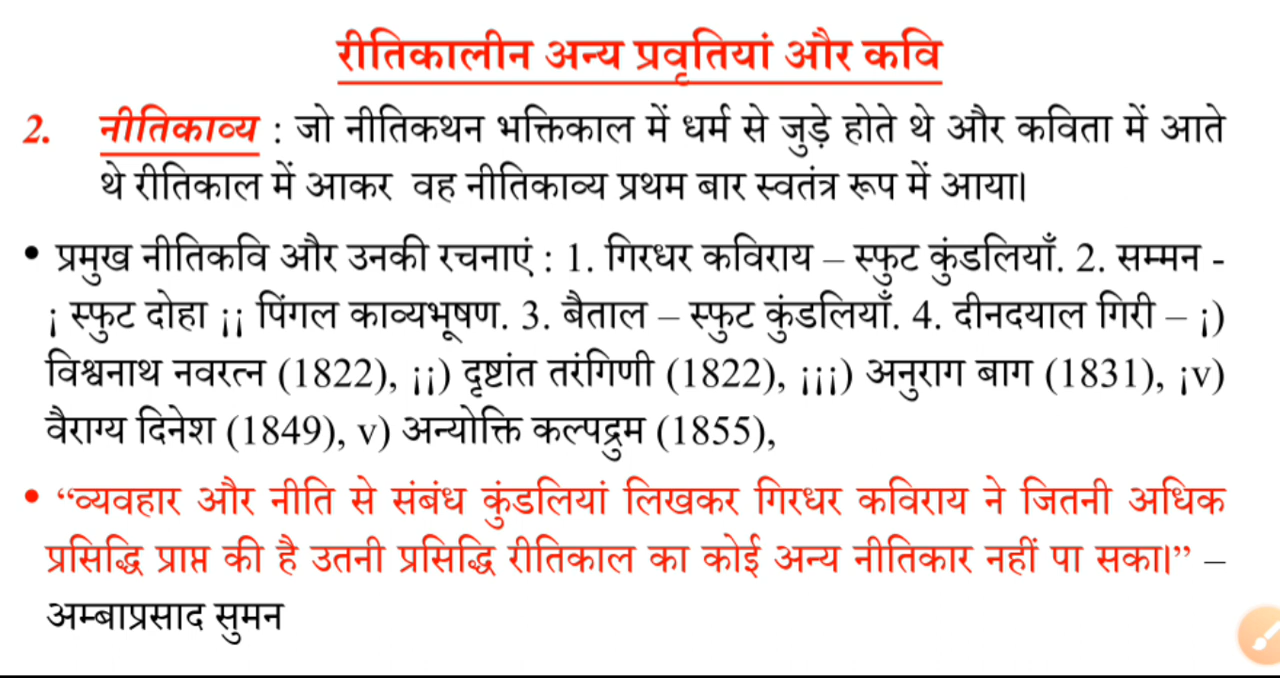 रीतिकालीन अन्य प्रवृतियां और कवि
2. नीतिकाव्य : जो नीतिकथन भक्तिकाल में धर्म से जुड़े होते थे और कविता में आते
थे रीतिकाल में आकर वह नीतिकाव्य प्रथम बार स्वतंत्र रूप में आया।
• प्रमुख नीतिकवि और उनकी रचनाएं : 1. गिरधर कविराय – स्फुट कुंडलियाँ. 2. सम्मन -
¡ स्फुट दोहा ¡¡ पिंगल काव्यभूषण. 3. बैताल – स्फुट कुंडलियाँ. 4. दीनदयाल गिरी – ¡)
विश्वनाथ नवरत्न (1822), ¡¡) दृष्टांत तरंगिणी (1822), ¡¡¡) अनुराग बाग (1831), ¡v)
वैराग्य दिनेश (1849), v) अन्योक्ति कल्पद्रुम (1855),
• “व्यवहार और नीति से संबंध कुंडलियां लिखकर गिरधर कविराय ने जितनी अधिक
प्रसिद्धि प्राप्त की है उतनी प्रसिद्धि रीतिकाल का कोई अन्य नीतिकार नहीं पा सका।” –
अम्बाप्रसाद सुमन